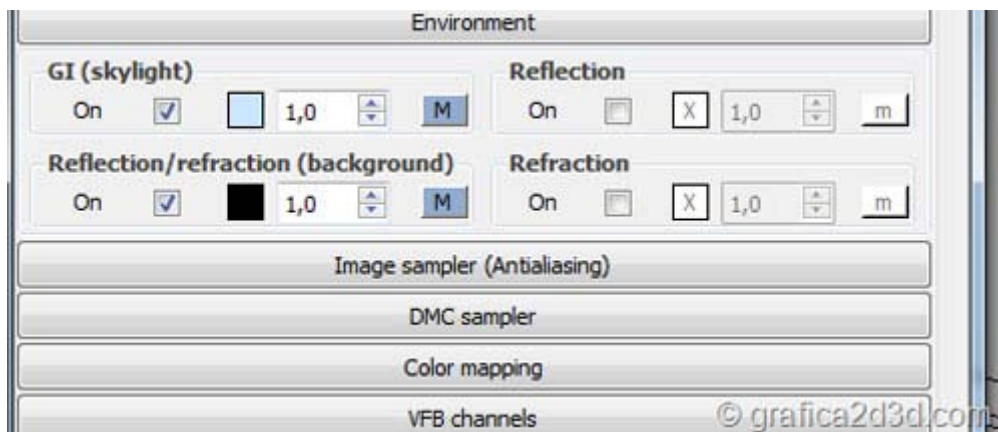 Environment
GI (skylight)
On 1,0 M
Reflection
On X 1,0 m
Reflection/refraction (background)
On 1,0 M
Refraction
On X 1,0 m
Image sampler (Antialiasing)
DMC sampler
Color mapping
VFB channels
© grafica2d3d.com